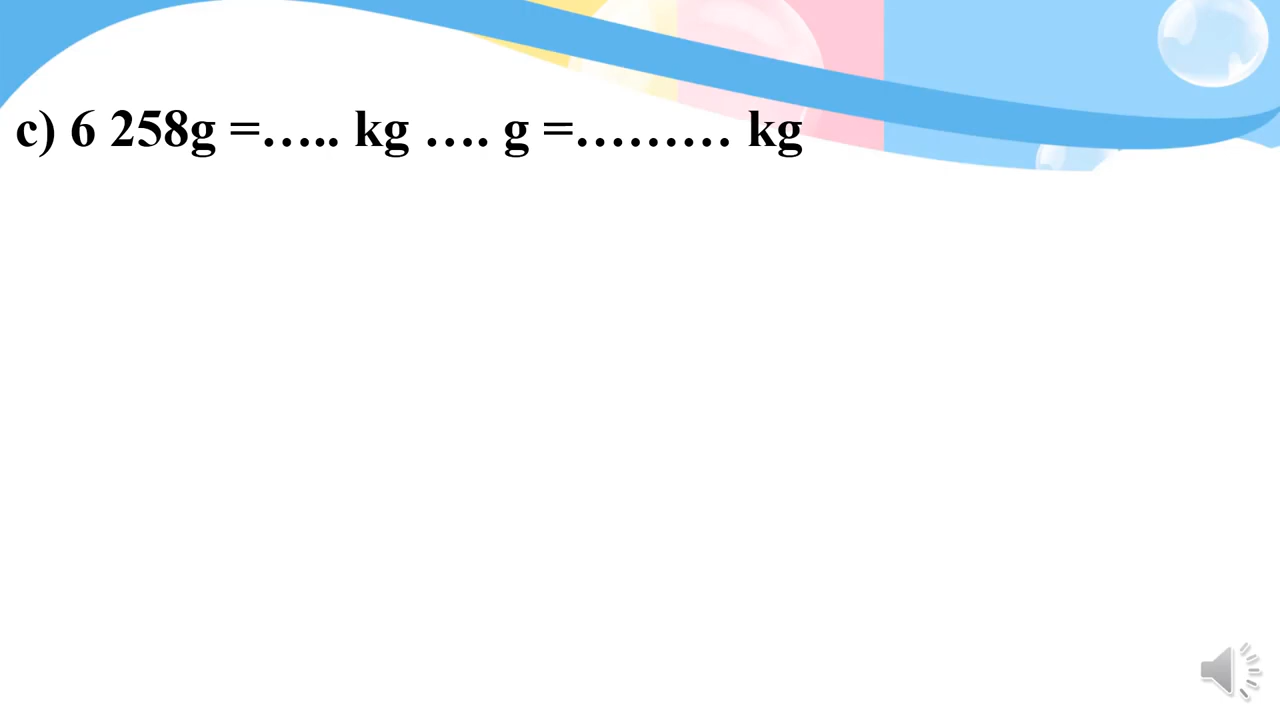 c) 6 258g =….. kg …. g =……… kg